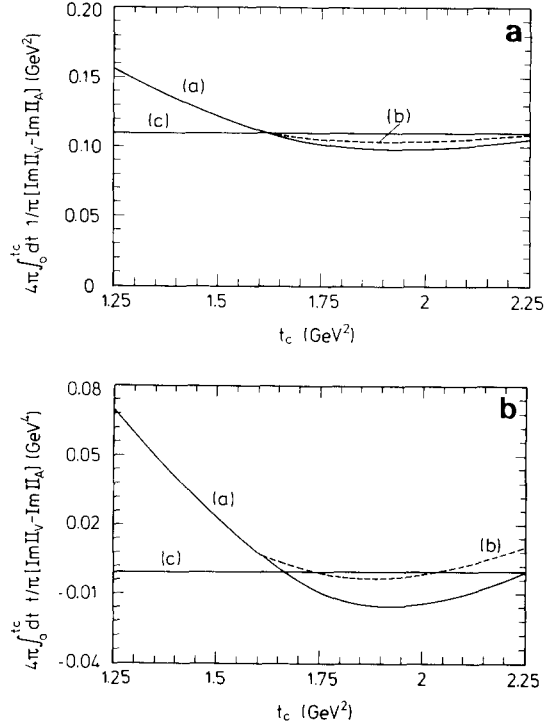 a
4π∫₀^tc dt 1/π [Im Π_V - Im Π_A] (GeV²)
0.20
0.15
0.10
0.00
0
(a)
(c)
(b)
1.25 1.5 1.75 2 2.25
t_c (GeV²)
b
4π∫₀^tc dt t/π [Im Π_V - Im Π_A] (GeV⁴)
0.08
0.05
0.02
-0.01
-0.04
(a)
(c)
(b)
1.25 1.5 1.75 2 2.25
t_c (GeV²)